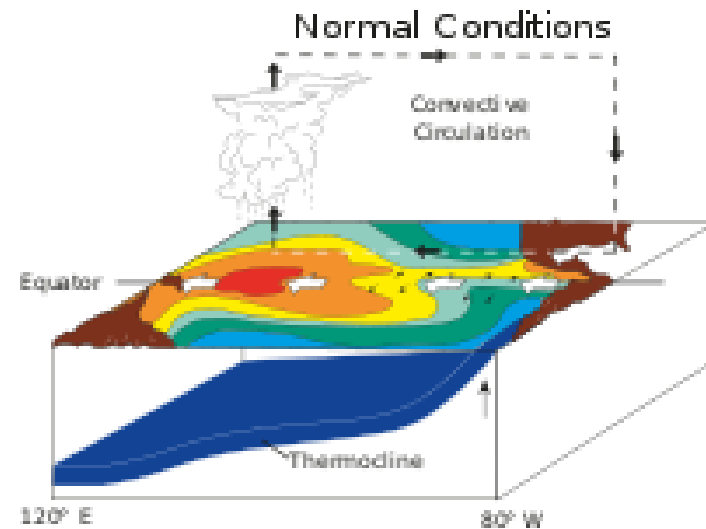 Normal Conditions
Convective
Circulation
Equator
Thermocline
120° E
80° W